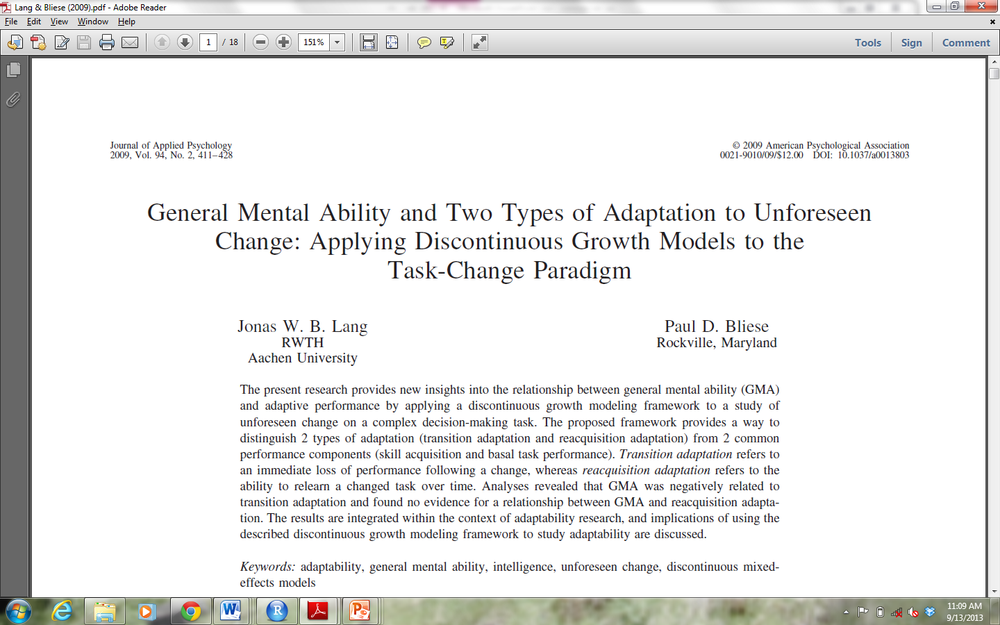 Lang & Bliese (2009).pdf - Adobe Reader
File Edit View Window Help
1 / 18 151% Tools Sign Comment
Journal of Applied Psychology
2009, Vol. 94, No. 2, 411–428
© 2009 American Psychological Association
0021-9010/09/$12.00 DOI: 10.1037/a0013803
General Mental Ability and Two Types of Adaptation to Unforeseen
Change: Applying Discontinuous Growth Models to the
Task-Change Paradigm
Jonas W. B. Lang
RWTH
Aachen University
Paul D. Bliese
Rockville, Maryland
The present research provides new insights into the relationship between general mental ability (GMA)
and adaptive performance by applying a discontinuous growth modeling framework to a study of
unforeseen change on a complex decision-making task. The proposed framework provides a way to
distinguish 2 types of adaptation (transition adaptation and reacquisition adaptation) from 2 common
performance components (skill acquisition and basal task performance). Transition adaptation refers to
an immediate loss of performance following a change, whereas reacquisition adaptation refers to the
ability to relearn a changed task over time. Analyses revealed that GMA was negatively related to
transition adaptation and found no evidence for a relationship between GMA and reacquisition adapta-
tion. The results are integrated within the context of adaptability research, and implications of using the
described discontinuous growth modeling framework to study adaptability are discussed.
Keywords: adaptability, general mental ability, intelligence, unforeseen change, discontinuous mixed-
effects models
11:09 AM
9/13/2013